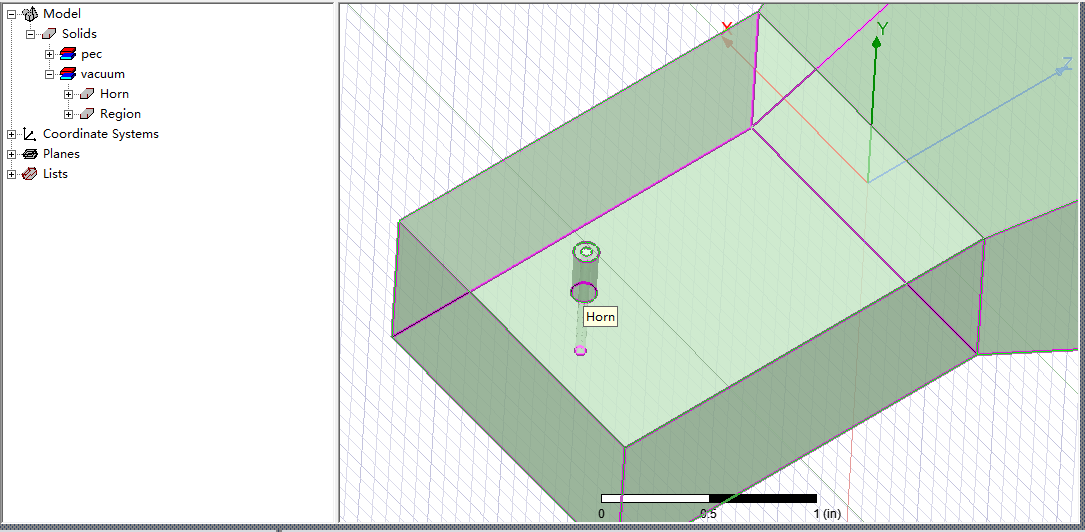 Model
Solids
pec
vacuum
Horn
Region
Coordinate Systems
Planes
Lists
X
Y
Z
Horn
0
0.5
1 (in)